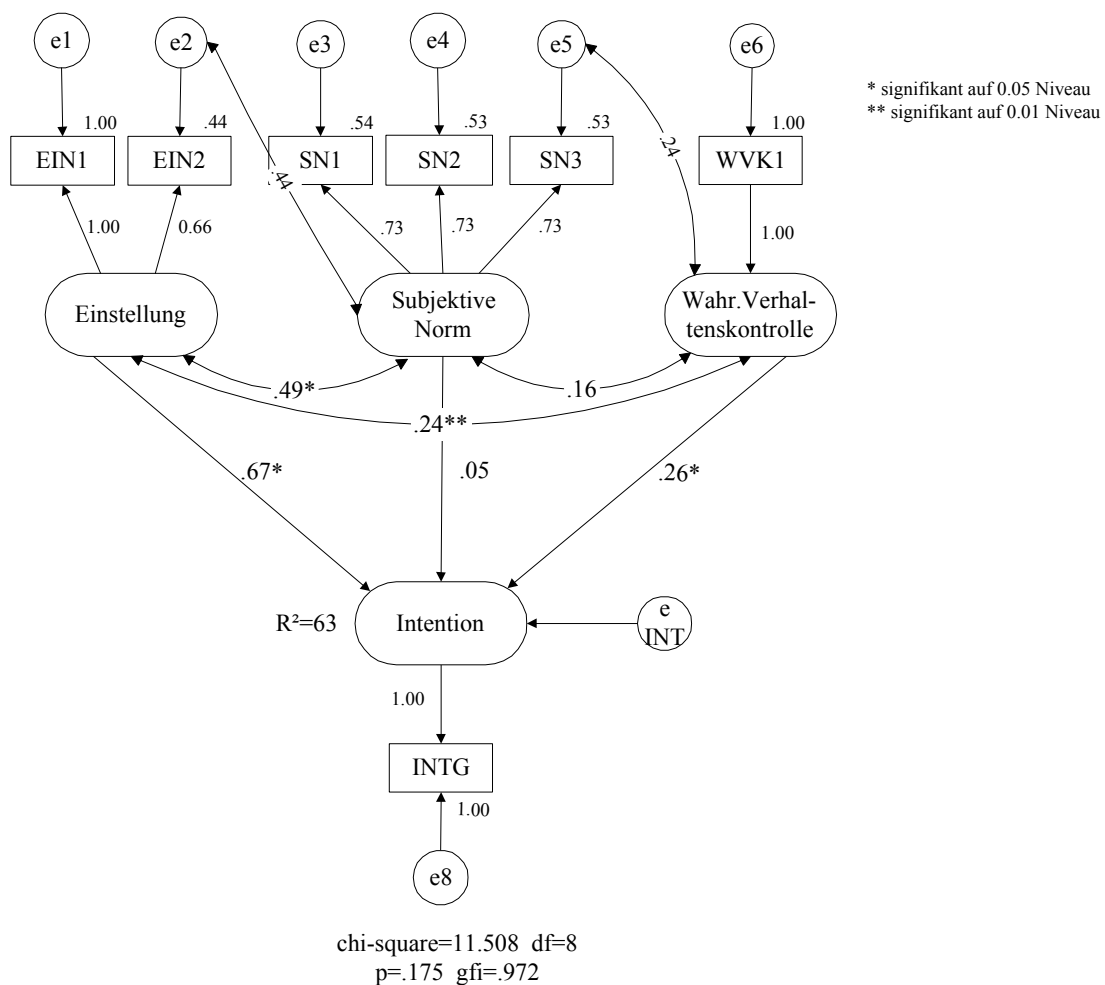 e1
e2
e3
e4
e5
e6
* signifikant auf 0.05 Niveau
** signifikant auf 0.01 Niveau
1.00
.44
.54
.53
.53
1.00
EIN1
EIN2
SN1
SN2
SN3
WVK1
.44
.24
1.00
0.66
.73
.73
.73
1.00
Einstellung
Subjektive
Norm
Wahr.Verhal-
tenskontrolle
.49*
.16
.24**
.67*
.05
.26*
R²=63
Intention
e
INT
1.00
INTG
1.00
e8
chi-square=11.508 df=8
p=.175 gfi=.972